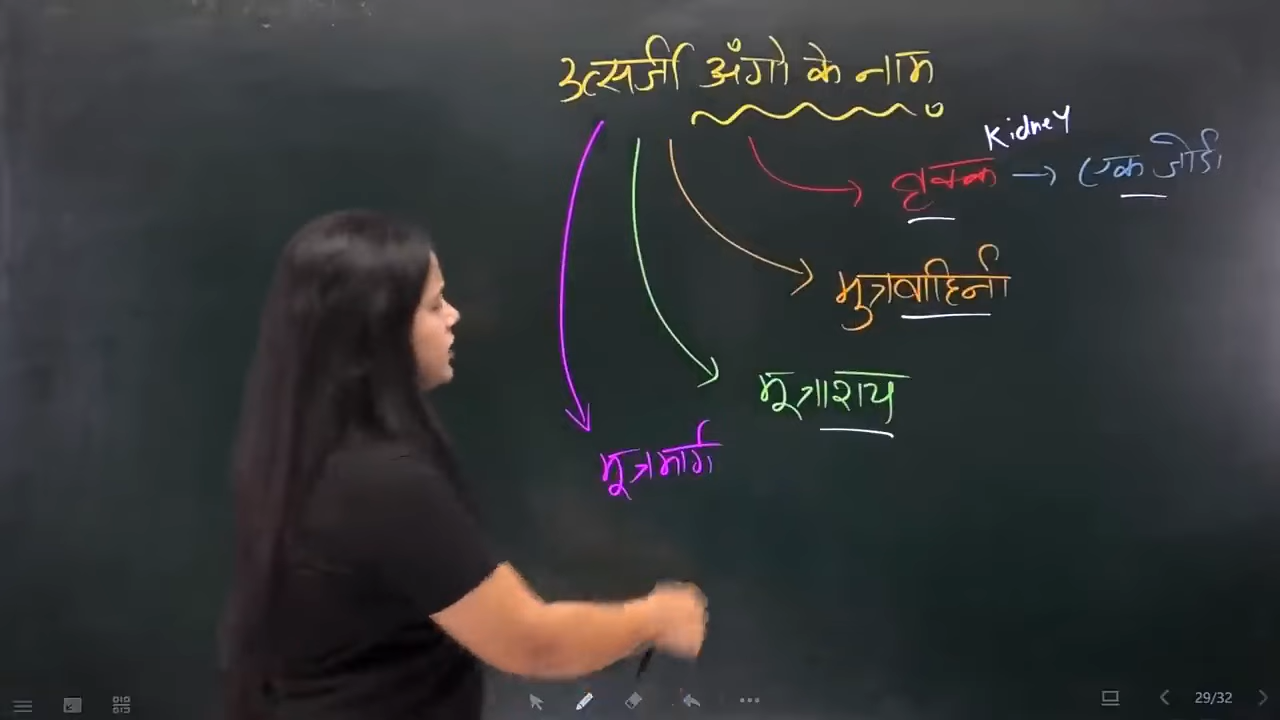 उत्सर्जी अंगो के नाम
Kidney
वृक्क → एक जोडी
मुत्रवाहिनी
मूत्राशय
मूत्रमार्ग
29/32